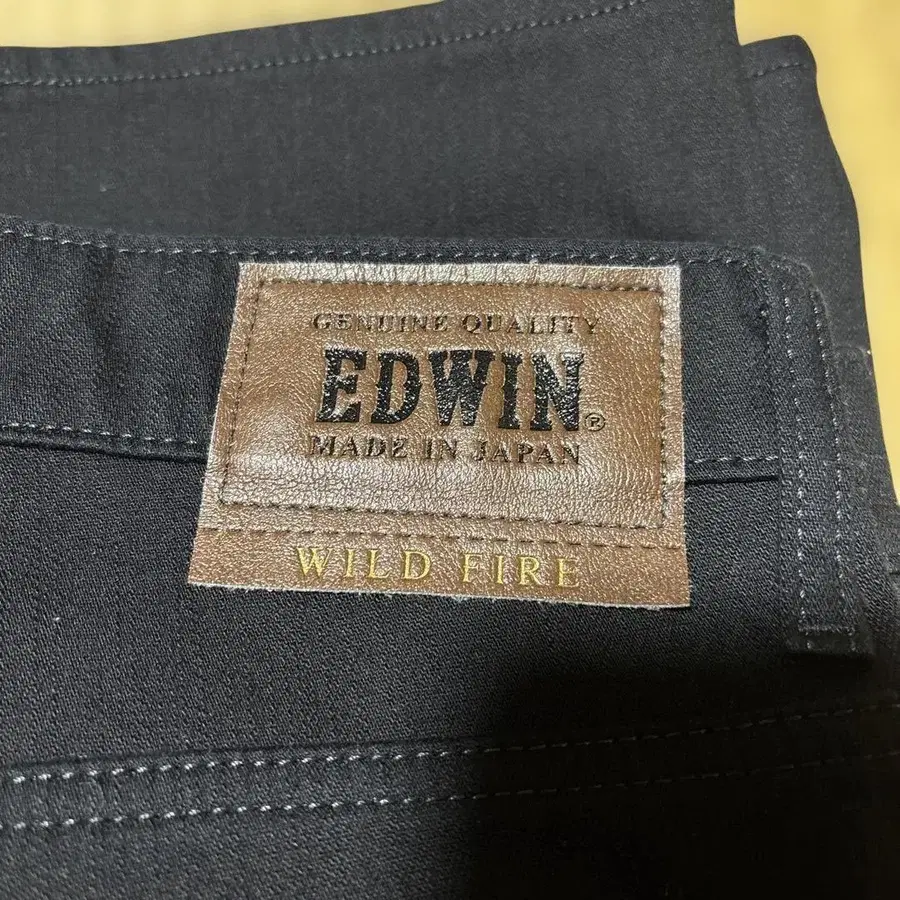 GENUINE QUALITY
EDWIN®
MADE IN JAPAN
WILD FIRE